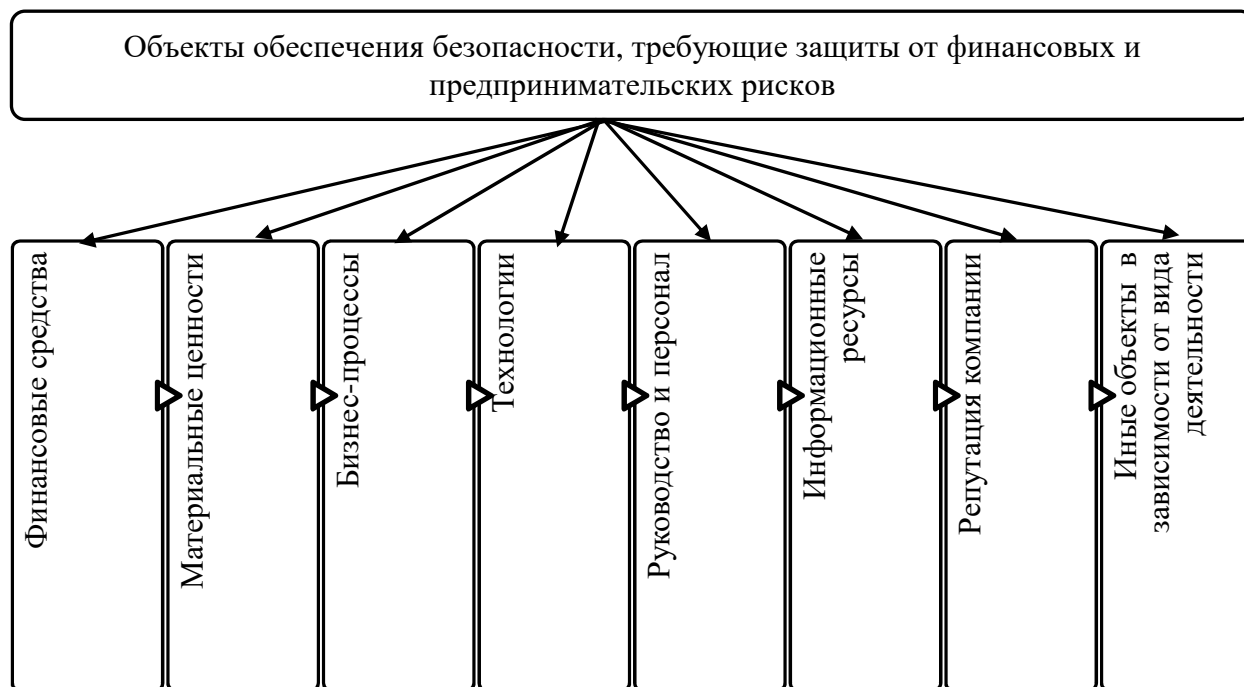 Объекты обеспечения безопасности, требующие защиты от финансовых и
предпринимательских рисков
Финансовые средства
Материальные ценности
Бизнес-процессы
Технологии
Руководство и персонал
Информационные
ресурсы
Репутация компании
Иные объекты в
зависимости от вида
деятельности